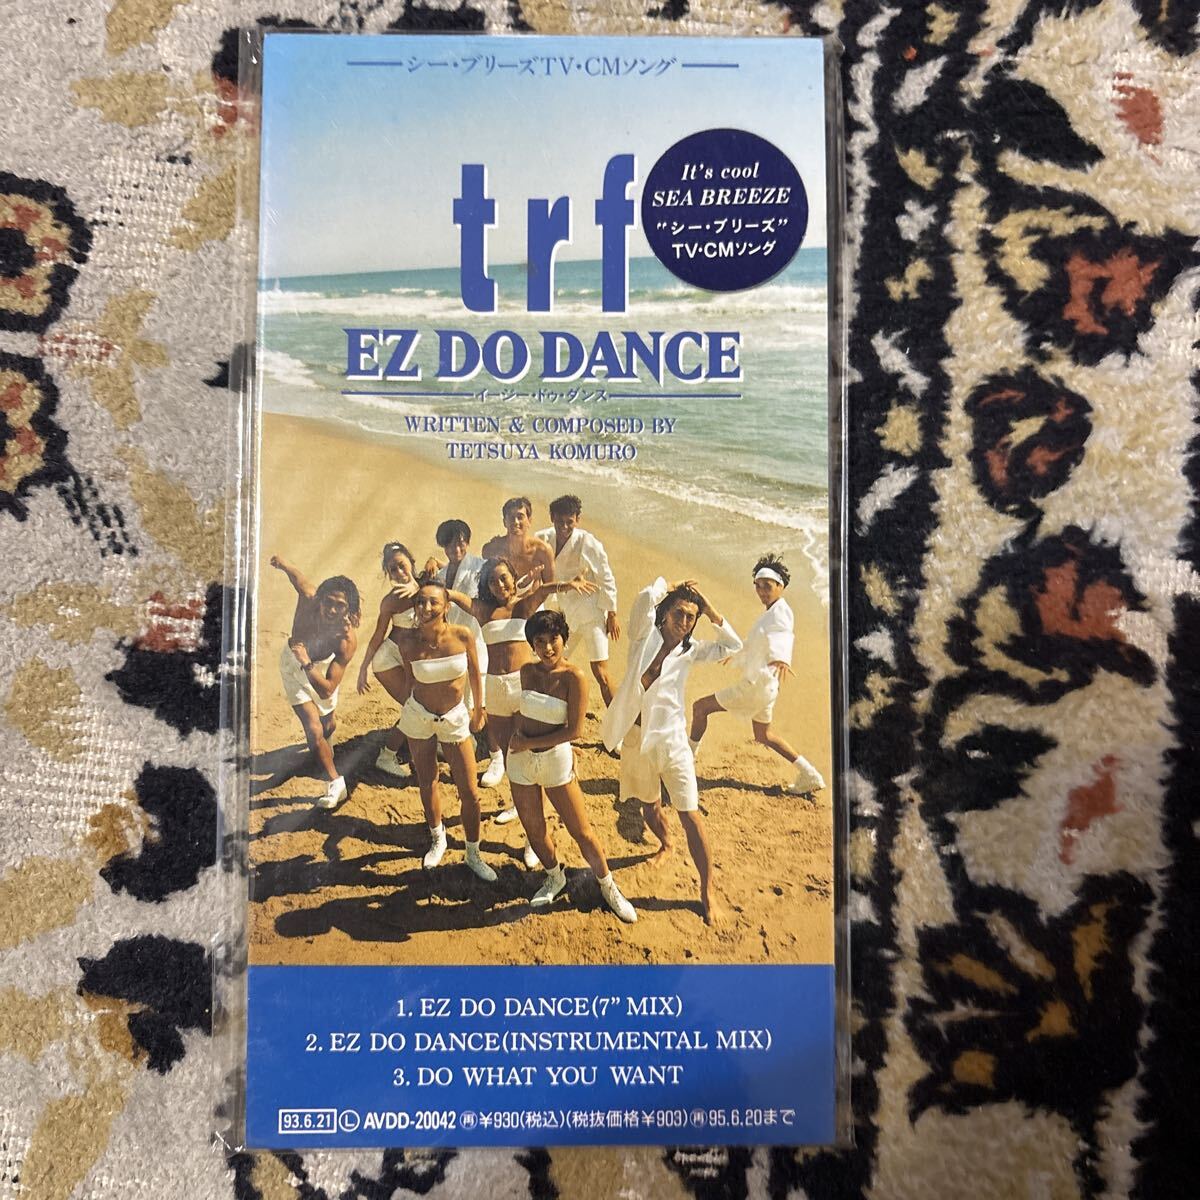 シー・ブリーズTV・CMソング
trf
It's cool
SEA BREEZE
"シー・ブリーズ"
TV・CMソング
EZ DO DANCE
イージー・ドゥ・ダンス
WRITTEN & COMPOSED BY
TETSUYA KOMURO
1. EZ DO DANCE(7" MIX)
2. EZ DO DANCE(INSTRUMENTAL MIX)
3. DO WHAT YOU WANT
93.6.21 Ⓛ AVDD-20042 ㊢¥930(税込)(税抜価格¥903)㊢95.6.20まで